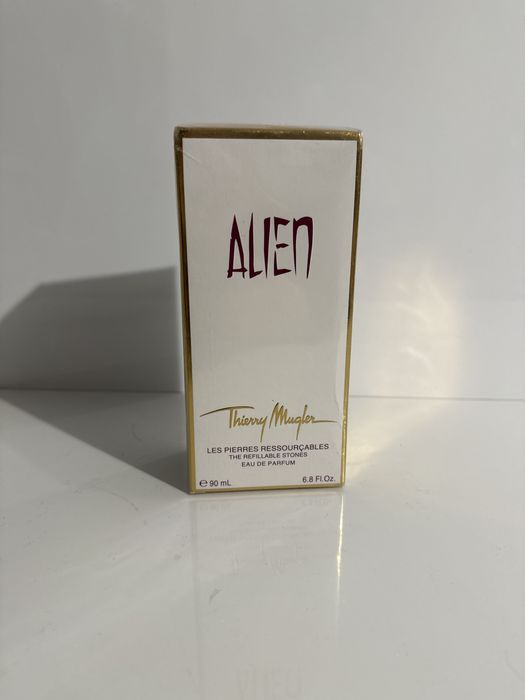 ALIEN
Thierry Mugler
LES PIERRES RESSOURÇABLES
THE REFILLABLE STONES
EAU DE PARFUM
℮ 90 mL 6.8 Fl.Oz.